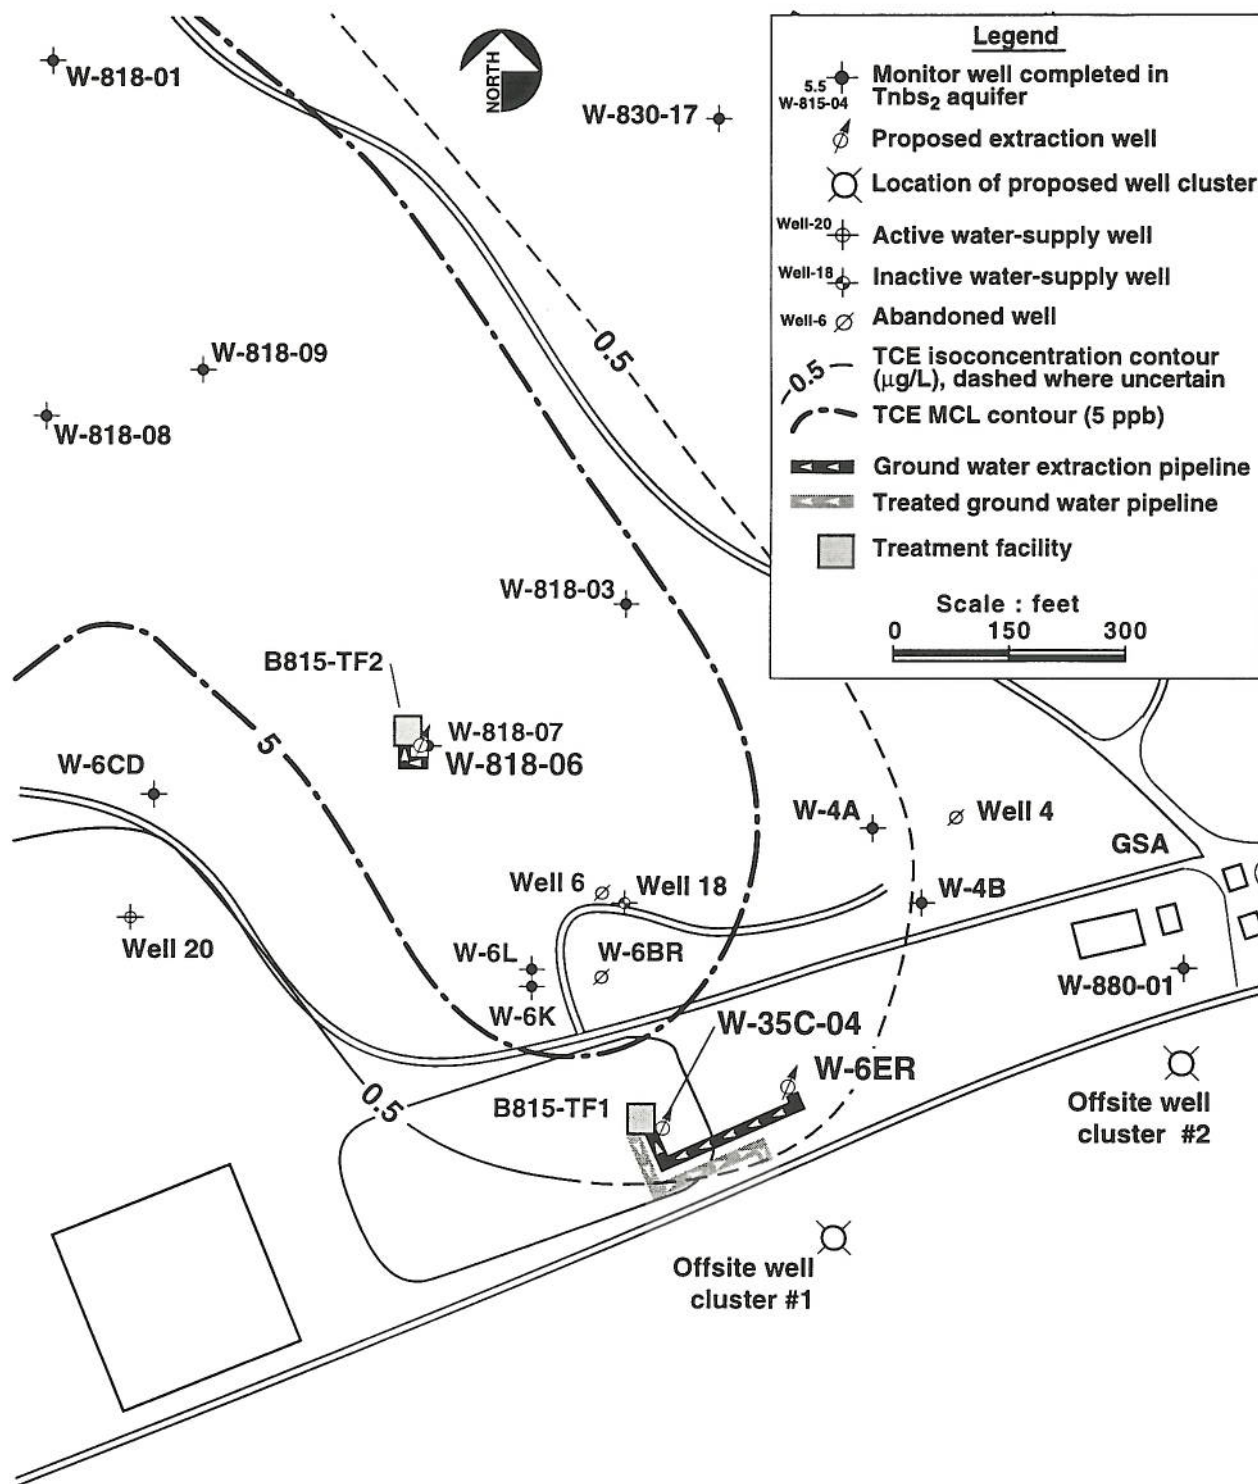 W-818-01
NORTH
W-830-17
Legend
5.5
W-815-04
Monitor well completed in
Tnbs₂ aquifer
Proposed extraction well
Location of proposed well cluster
Well-20
Active water-supply well
Well-18
Inactive water-supply well
Well-6
Abandoned well
0.5
TCE isoconcentration contour
(µg/L), dashed where uncertain
TCE MCL contour (5 ppb)
Ground water extraction pipeline
Treated ground water pipeline
Treatment facility
Scale : feet
0 150 300
W-818-09
0.5
W-818-08
W-818-03
B815-TF2
5
W-818-07
W-818-06
W-6CD
W-4A
Well 4
GSA
Well 6
Well 18
W-4B
Well 20
W-6L
W-6BR
W-880-01
W-6K
W-35C-04
W-6ER
0.5
B815-TF1
Offsite well
cluster #2
Offsite well
cluster #1